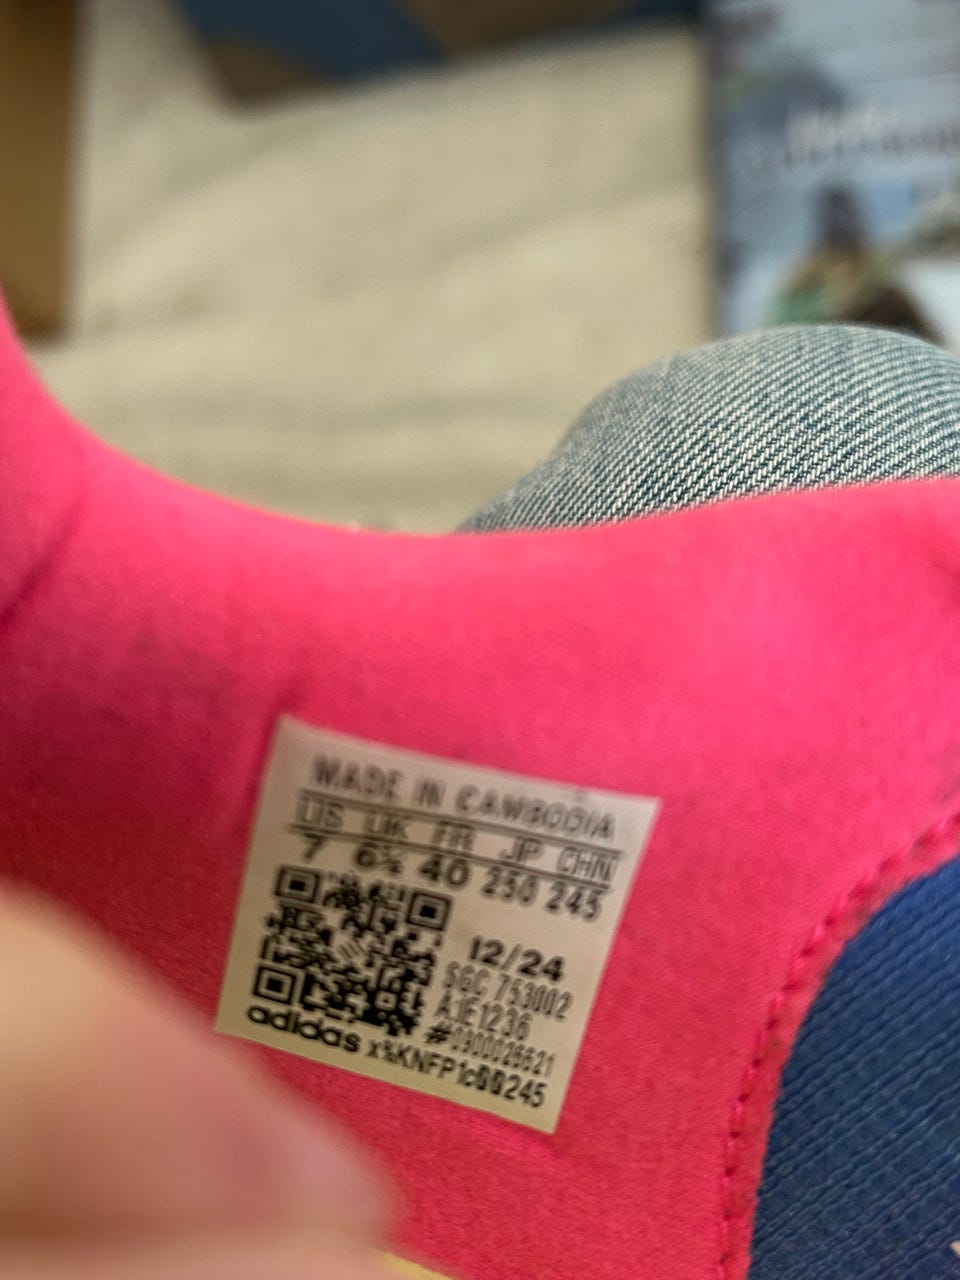 MADE IN CAMBODIA
US UK FR JP CHN
7 6½ 40 250 245
12/24
SGC 753002
#0900026621
adidas